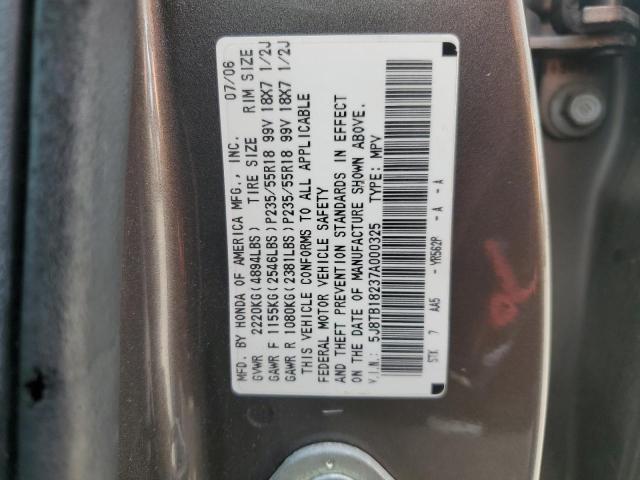 MFD. BY HONDA OF AMERICA MFG., INC. 07/06
GVWR 2220KG(4894LBS) TIRE SIZE RIM SIZE
GAWR F 1155KG(2546LBS)P235/55R18 99V 18X7 1/2J
GAWR R 1080KG(2381LBS)P235/55R18 99V 18X7 1/2J
THIS VEHICLE CONFORMS TO ALL APPLICABLE
FEDERAL MOTOR VEHICLE SAFETY
AND THEFT PREVENTION STANDARDS IN EFFECT
ON THE DATE OF MANUFACTURE SHOWN ABOVE.
V.I.N.: 5J8TB18237A000325 TYPE: MPV
STK 7 AA5 -YR562P -A -A